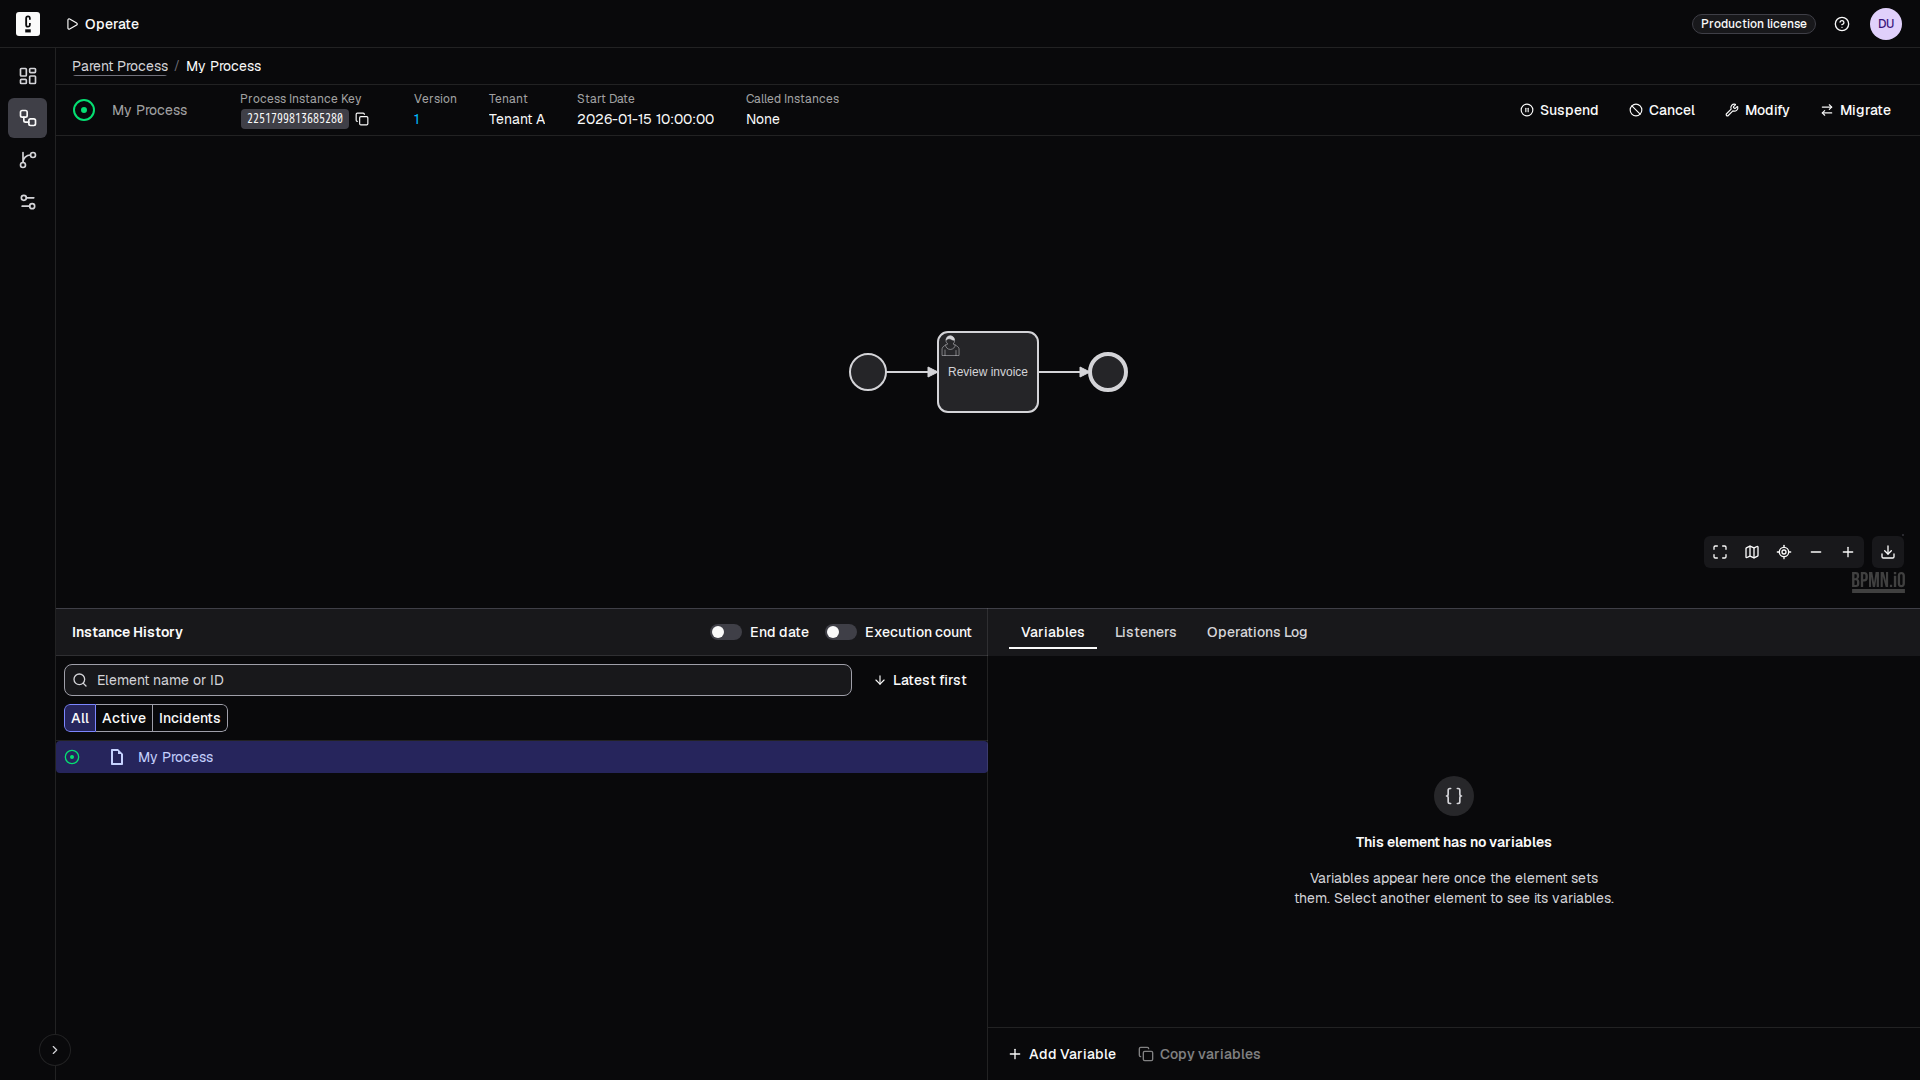 Operate
Production license
DU
Parent Process / My Process
My Process
Process Instance Key
2251799813685280
Version
1
Tenant
Tenant A
Start Date
2026-01-15 10:00:00
Called Instances
None
Suspend
Cancel
Modify
Migrate
Review invoice
BPMN.iO
Instance History
End date
Execution count
Element name or ID
Latest first
All
Active
Incidents
My Process
Variables
Listeners
Operations Log
{}
This element has no variables
Variables appear here once the element sets
them. Select another element to see its variables.
Add Variable
Copy variables